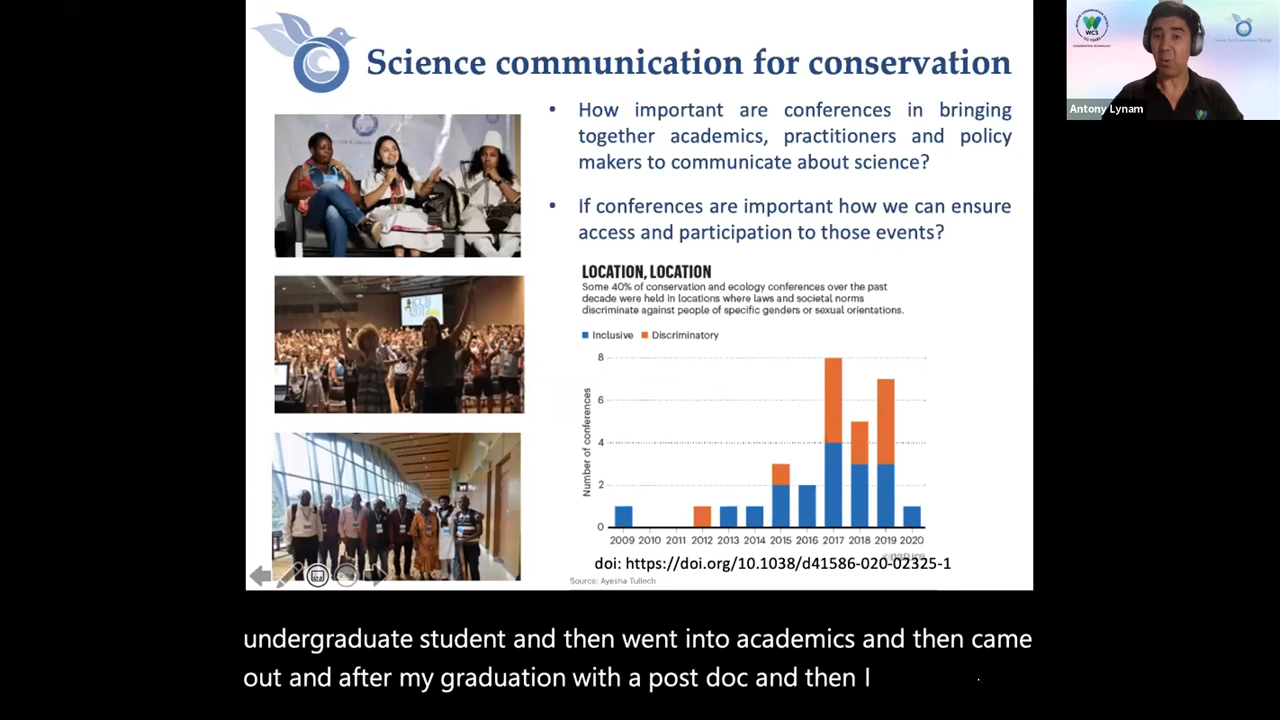 Science communication for conservation
• How important are conferences in bringing
together academics, practitioners and policy
makers to communicate about science?
• If conferences are important how we can ensure
access and participation to those events?
LOCATION, LOCATION
Some 40% of conservation and ecology conferences over the past
decade were held in locations where laws and societal norms
discriminate against people of specific genders or sexual orientations.
Inclusive Discriminatory
Number of conferences
8
6
4
2
0
2009 2010 2011 2012 2013 2014 2015 2016 2017 2018 2019 2020
©nature
doi: https://doi.org/10.1038/d41586-020-02325-1
Source: Ayesha Tulloch
WCS
Antony Lynam
undergraduate student and then went into academics and then came
out and after my graduation with a post doc and then I